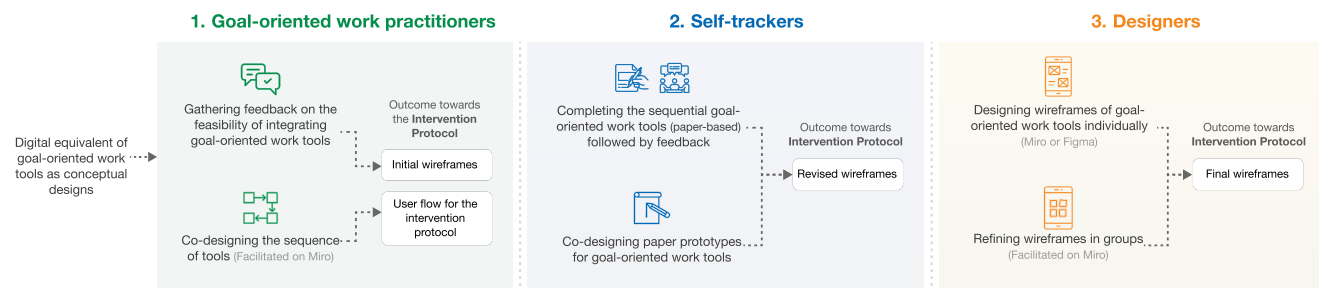 1. Goal-oriented work practitioners
2. Self-trackers
3. Designers
Digital equivalent of
goal-oriented work
tools as conceptual
designs
Gathering feedback on the
feasibility of integrating
goal-oriented work tools
Co-designing the sequence
of tools (Facilitated on Miro)
Outcome towards
the Intervention
Protocol
Initial wireframes
User flow for the
intervention
protocol
Completing the sequential goal-
oriented work tools (paper-based)
followed by feedback
Co-designing paper prototypes
for goal-oriented work tools
Outcome towards
Intervention Protocol
Revised wireframes
Designing wireframes of goal-
oriented work tools individually
(Miro or Figma)
Refining wireframes in groups
(Facilitated on Miro)
Outcome towards
Intervention Protocol
Final wireframes